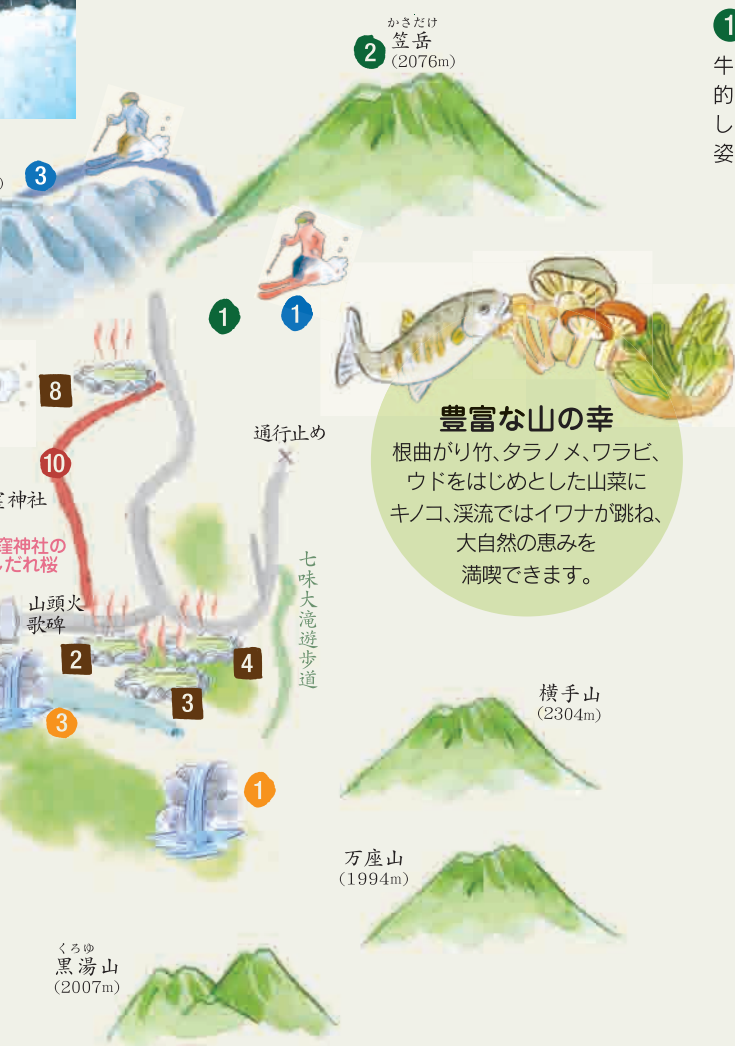 かさだけ
笠岳
(2076m)
2
1
牛
的
し
姿
)
3
1
1
8
通行止め
豊富な山の幸
根曲がり竹、タラノメ、ワラビ、
ウドをはじめとした山菜に
キノコ、渓流ではイワナが跳ね、
大自然の恵みを
満喫できます。
10
神社
窪神社の
だれ桜
七味大滝遊歩道
山頭火
歌碑
2
4
3
3
1
横手山
(2304m)
万座山
(1994m)
くろゆ
黒湯山
(2007m)